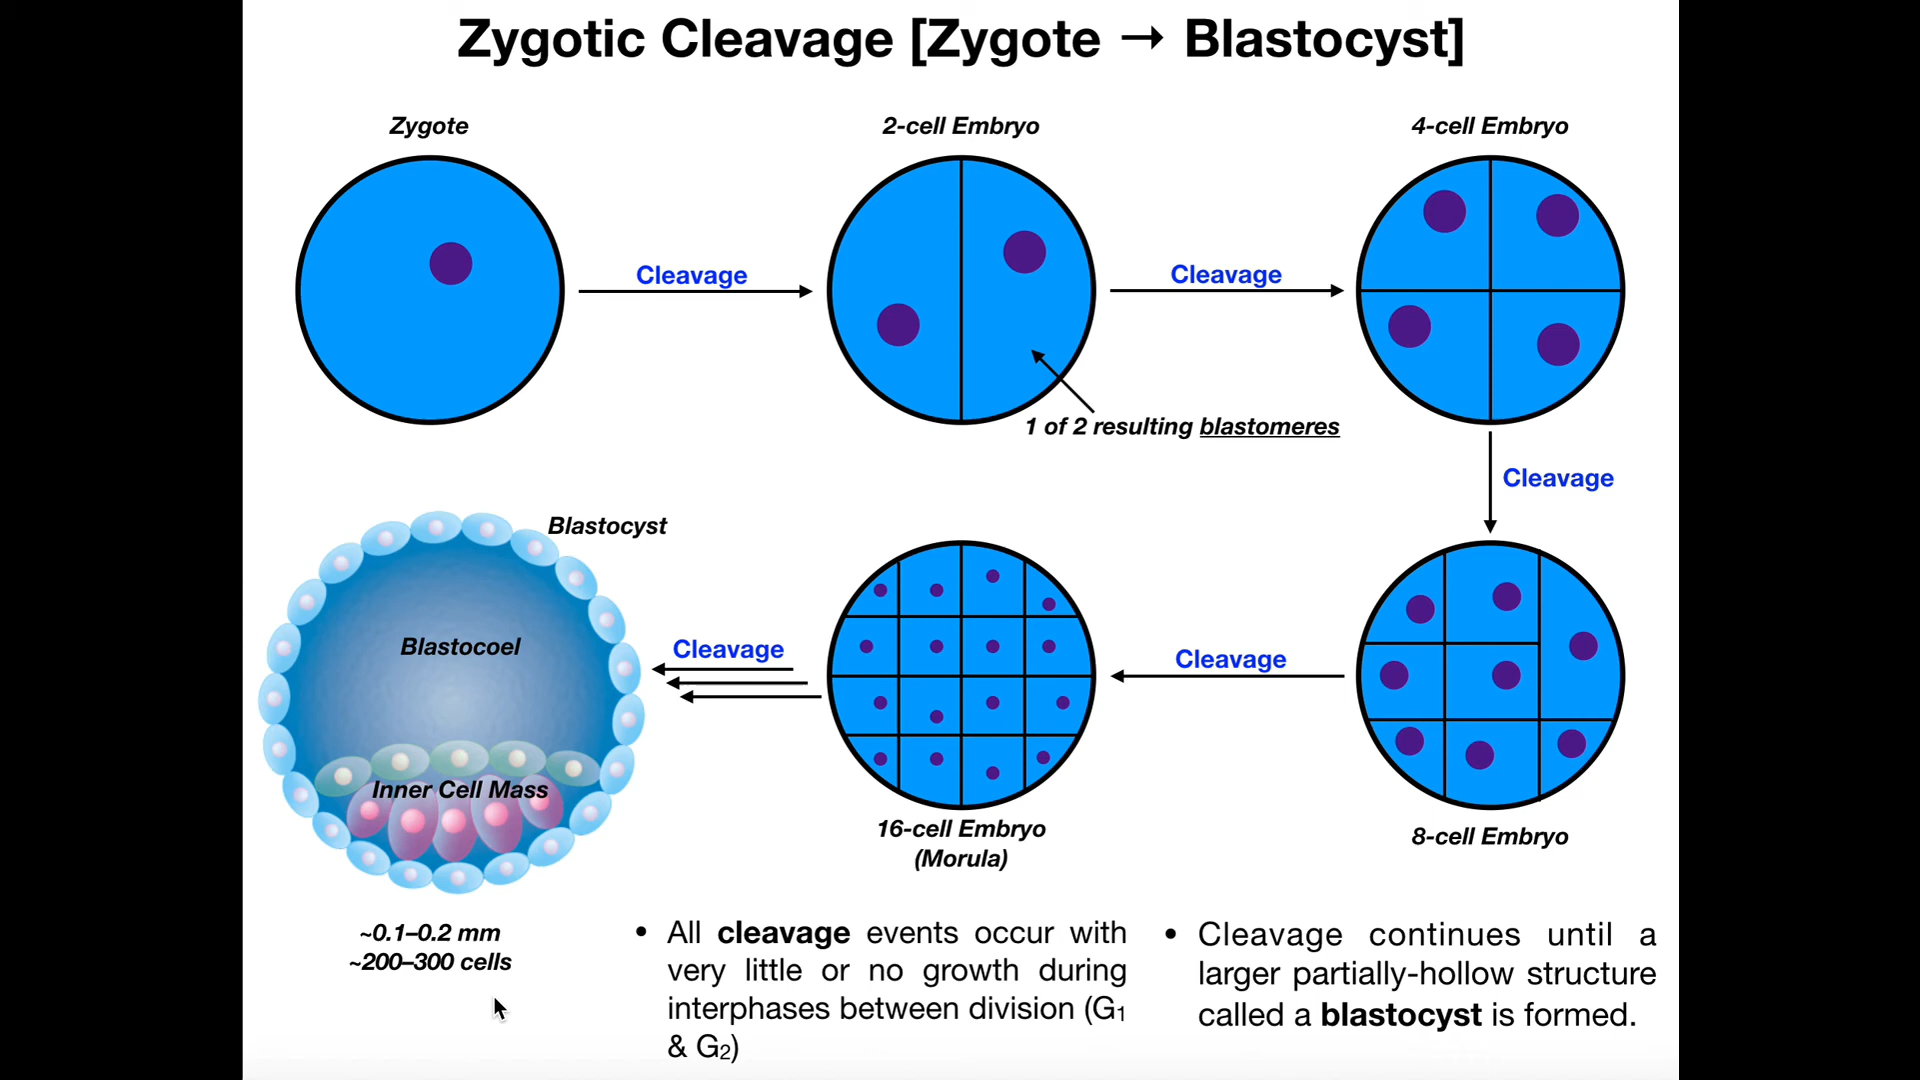 Zygotic Cleavage [Zygote → Blastocyst]
Zygote
2-cell Embryo
4-cell Embryo
Cleavage
Cleavage
1 of 2 resulting blastomeres
Cleavage
Blastocyst
Blastocoel
Inner Cell Mass
Cleavage
Cleavage
16-cell Embryo
(Morula)
8-cell Embryo
~0.1–0.2 mm
~200–300 cells
• All cleavage events occur with
very little or no growth during
interphases between division (G₁
& G₂)
• Cleavage continues until a
larger partially-hollow structure
called a blastocyst is formed.